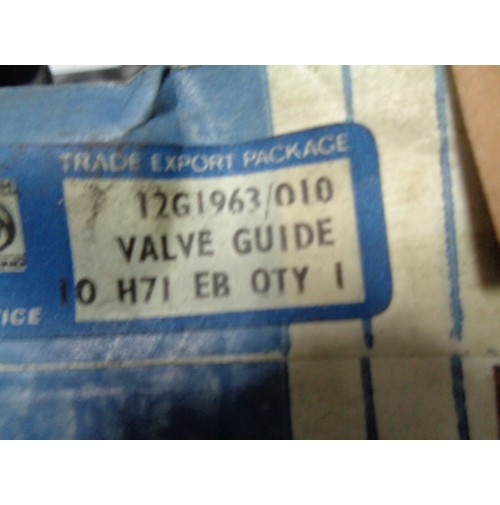 TRADE EXPORT PACKAGE
12G1963/010
VALVE GUIDE
10 H71 EB QTY 1
ICE